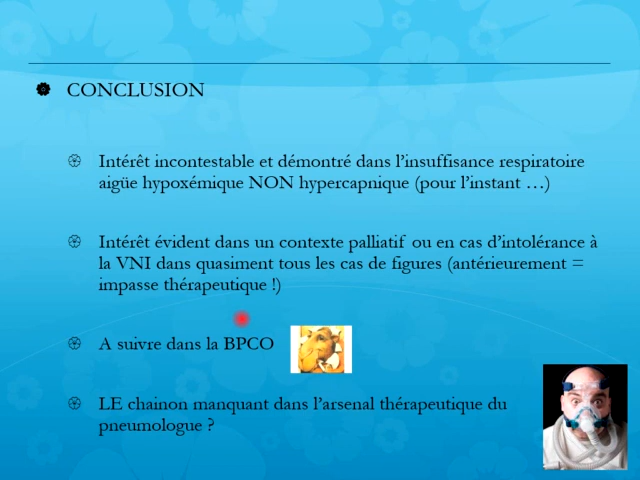 CONCLUSION
Intérêt incontestable et démontré dans l’insuffisance respiratoire
aigüe hypoxémique NON hypercapnique (pour l’instant …)
Intérêt évident dans un contexte palliatif ou en cas d’intolérance à
la VNI dans quasiment tous les cas de figures (antérieurement =
impasse thérapeutique !)
A suivre dans la BPCO
LE chainon manquant dans l’arsenal thérapeutique du
pneumologue ?